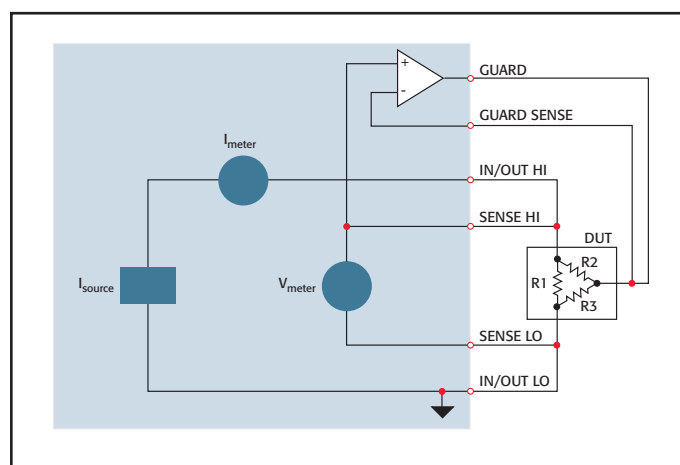 +
GUARD
-
GUARD SENSE
Imeter
IN/OUT HI
SENSE HI
DUT
R2
R1
R3
Isource
Vmeter
SENSE LO
IN/OUT LO